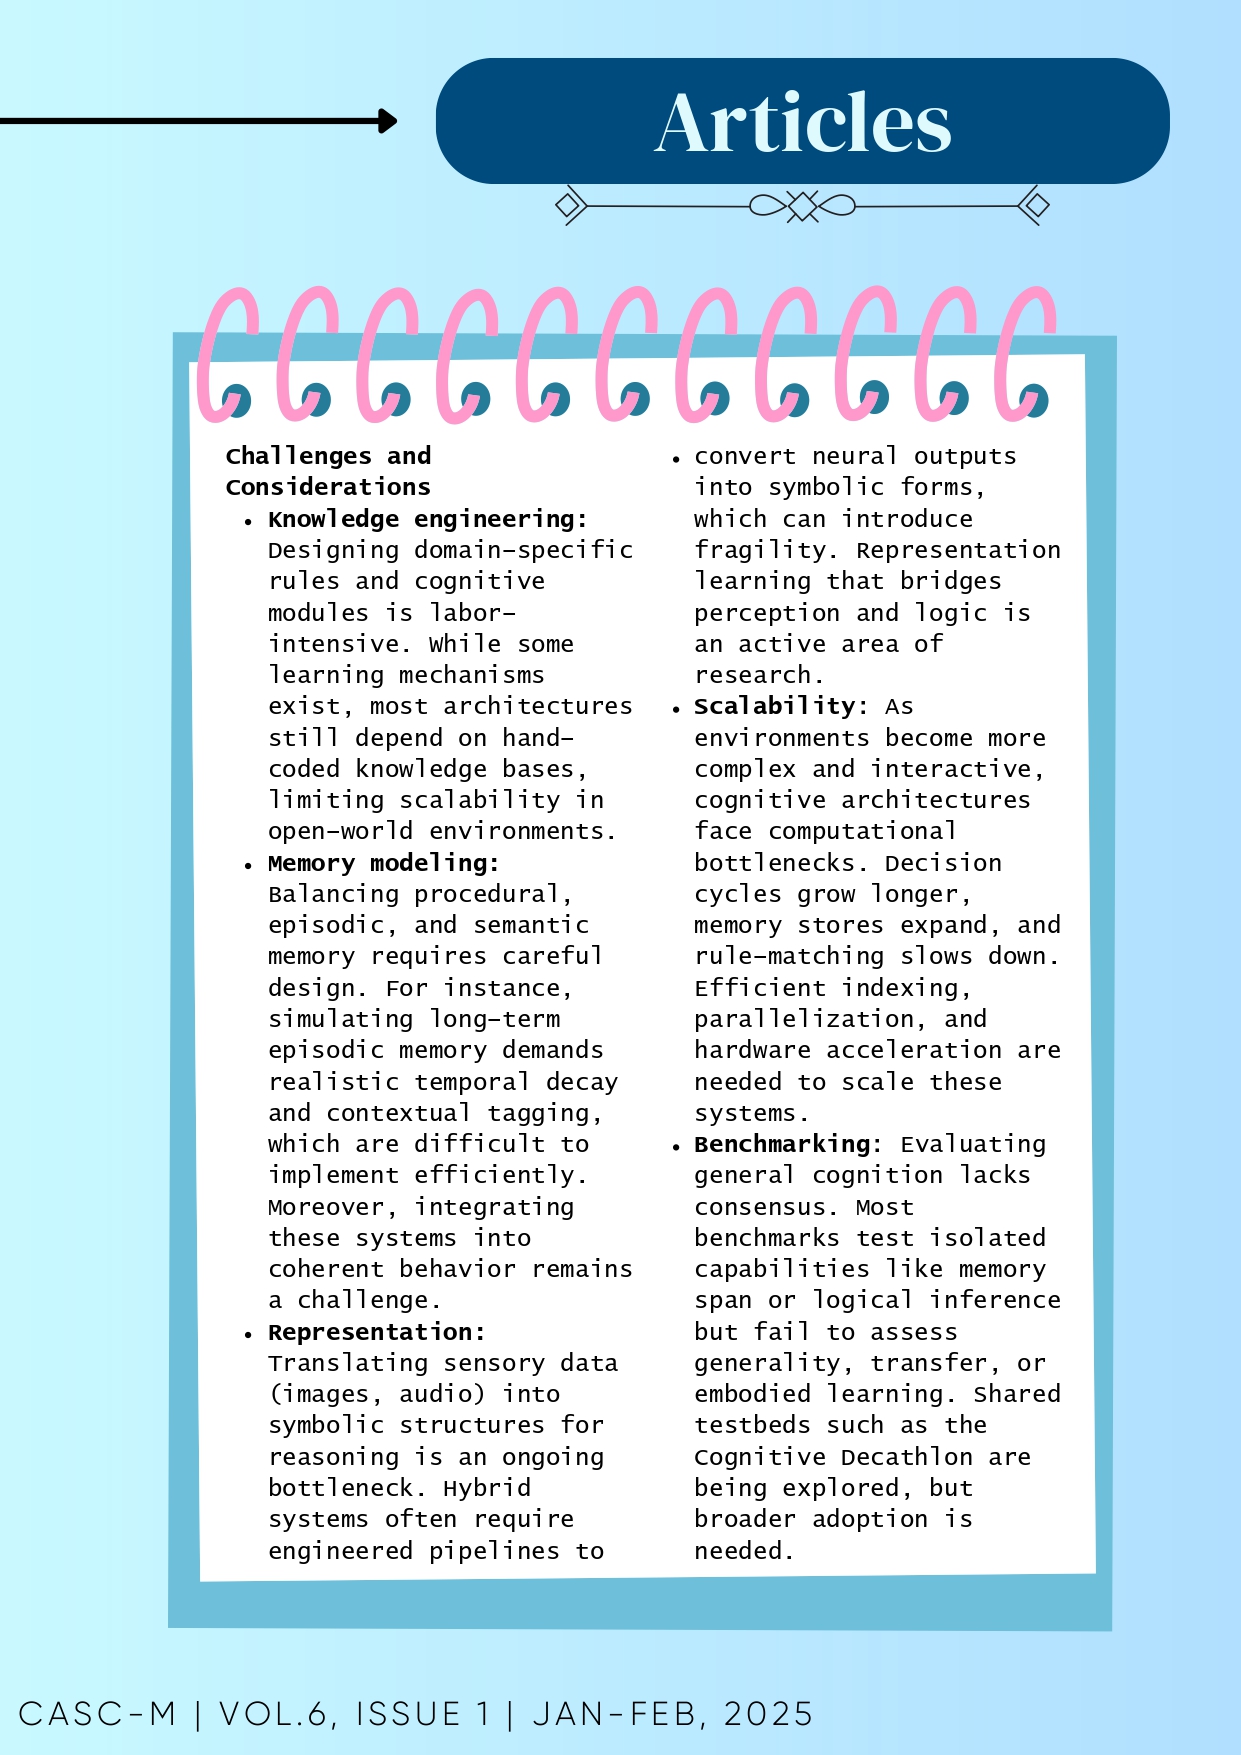 Articles
Challenges and
Considerations
• Knowledge engineering:
Designing domain-specific
rules and cognitive
modules is labor-
intensive. While some
learning mechanisms
exist, most architectures
still depend on hand-
coded knowledge bases,
limiting scalability in
open-world environments.
• Memory modeling:
Balancing procedural,
episodic, and semantic
memory requires careful
design. For instance,
simulating long-term
episodic memory demands
realistic temporal decay
and contextual tagging,
which are difficult to
implement efficiently.
Moreover, integrating
these systems into
coherent behavior remains
a challenge.
• Representation:
Translating sensory data
(images, audio) into
symbolic structures for
reasoning is an ongoing
bottleneck. Hybrid
systems often require
engineered pipelines to
• convert neural outputs
into symbolic forms,
which can introduce
fragility. Representation
learning that bridges
perception and logic is
an active area of
research.
• Scalability: As
environments become more
complex and interactive,
cognitive architectures
face computational
bottlenecks. Decision
cycles grow longer,
memory stores expand, and
rule-matching slows down.
Efficient indexing,
parallelization, and
hardware acceleration are
needed to scale these
systems.
• Benchmarking: Evaluating
general cognition lacks
consensus. Most
benchmarks test isolated
capabilities like memory
span or logical inference
but fail to assess
generality, transfer, or
embodied learning. Shared
testbeds such as the
Cognitive Decathlon are
being explored, but
broader adoption is
needed.
CASC-M | VOL.6, ISSUE 1 | JAN-FEB, 2025